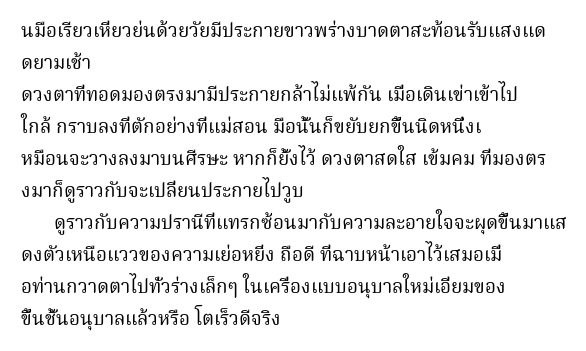 นมือเรียวเหี่ยวย่นด้วยวัยมีประกายขาวพร่างบาดตาสะท้อนรับแสงแด
ดยามเช้า
ดวงตาที่ทอดมองตรงมามีประกายกล้าไม่แพ้กัน เมื่อเดินเข่าเข้าไป
ใกล้ กราบลงที่ตักอย่างที่แม่สอน มือนั้นก็ขยับยกขึ้นนิดหนึ่งเ
หมือนจะวางลงมาบนศีรษะ หากก็ยั้งไว้ ดวงตาสดใส เข้มคม ที่มองตร
งมาก็ดูราวกับจะเปลี่ยนประกายไปวูบ
ดูราวกับความปรานีที่แทรกซ้อนมากับความละอายใจจะผุดขึ้นมาแส
ดงตัวเหนือแววของความเย่อหยิ่ง ถือดี ที่ฉาบหน้าเอาไว้เสมอเมื่
อท่านกวาดตาไปทั่วร่างเล็กๆ ในเครื่องแบบอนุบาลใหม่เอี่ยมของ
ขึ้นชั้นอนุบาลแล้วหรือ โตเร็วดีจริง